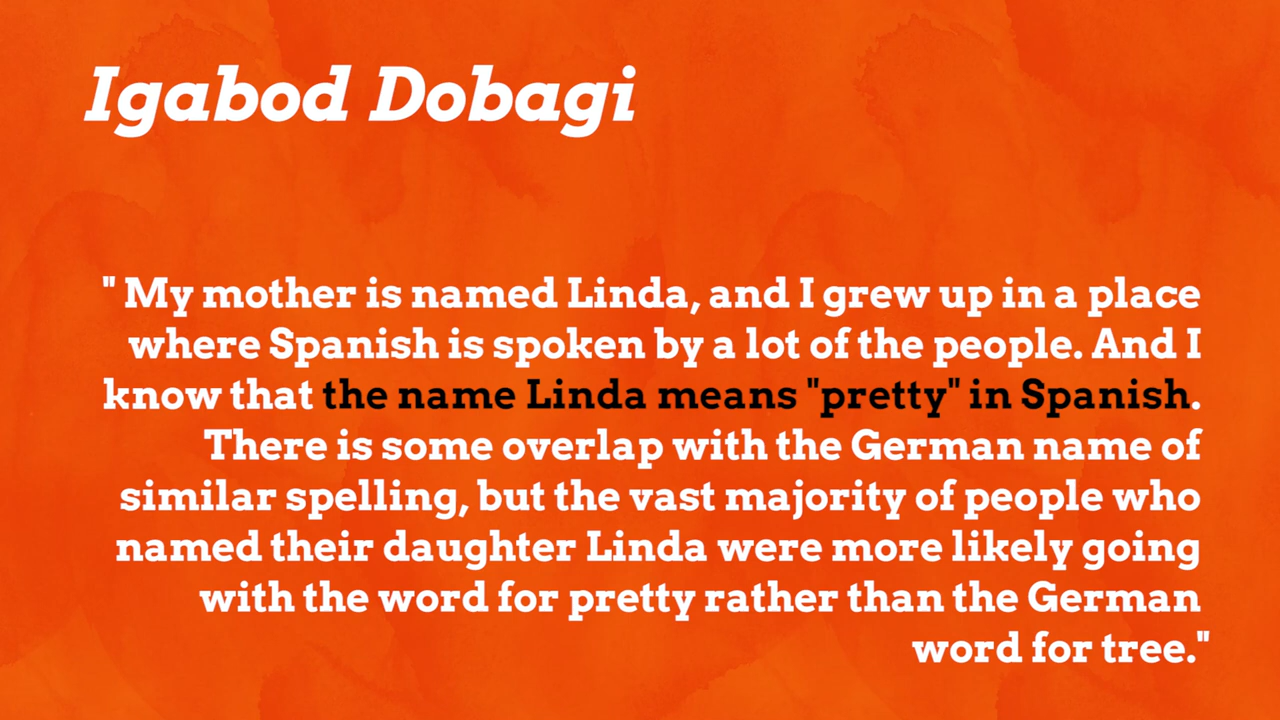 Igabod Dobagi
" My mother is named Linda, and I grew up in a place
where Spanish is spoken by a lot of the people. And I
know that the name Linda means "pretty" in Spanish.
There is some overlap with the German name of
similar spelling, but the vast majority of people who
named their daughter Linda were more likely going
with the word for pretty rather than the German
word for tree."